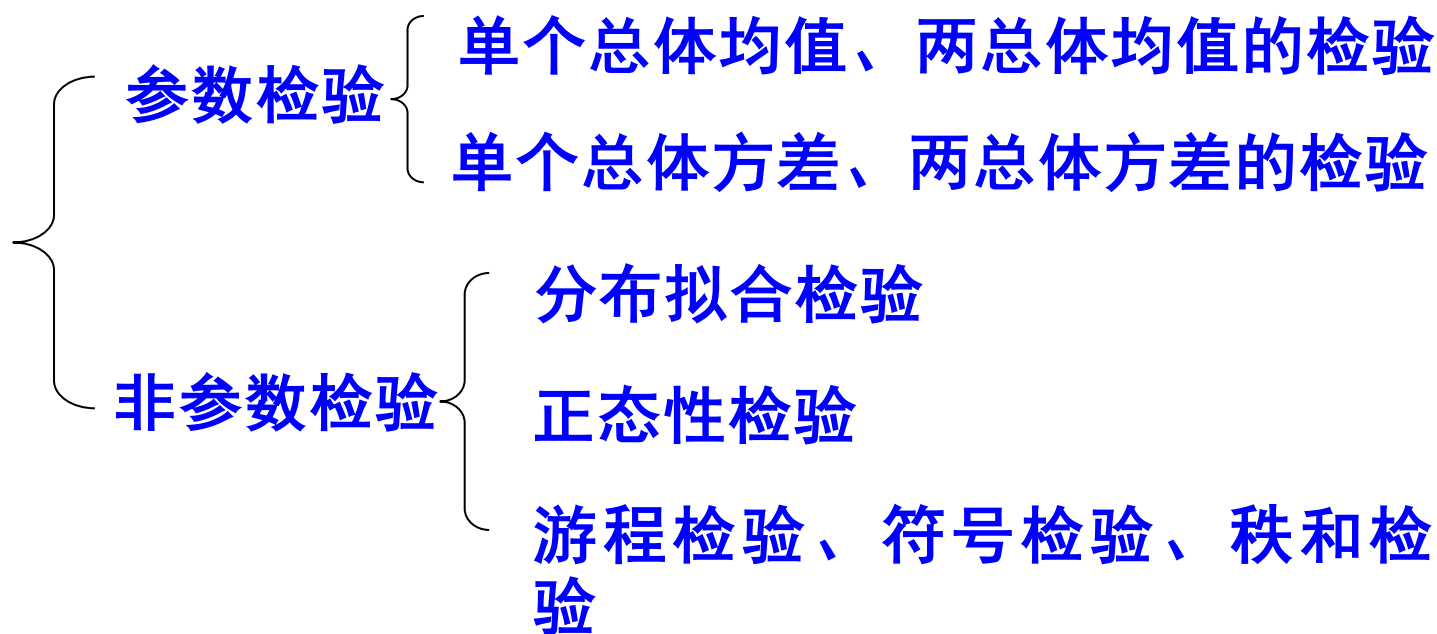 单个总体均值、两总体均值的检验
参数检验
单个总体方差、两总体方差的检验
分布拟合检验
非参数检验
正态性检验
游程检验、符号检验、秩和检
验